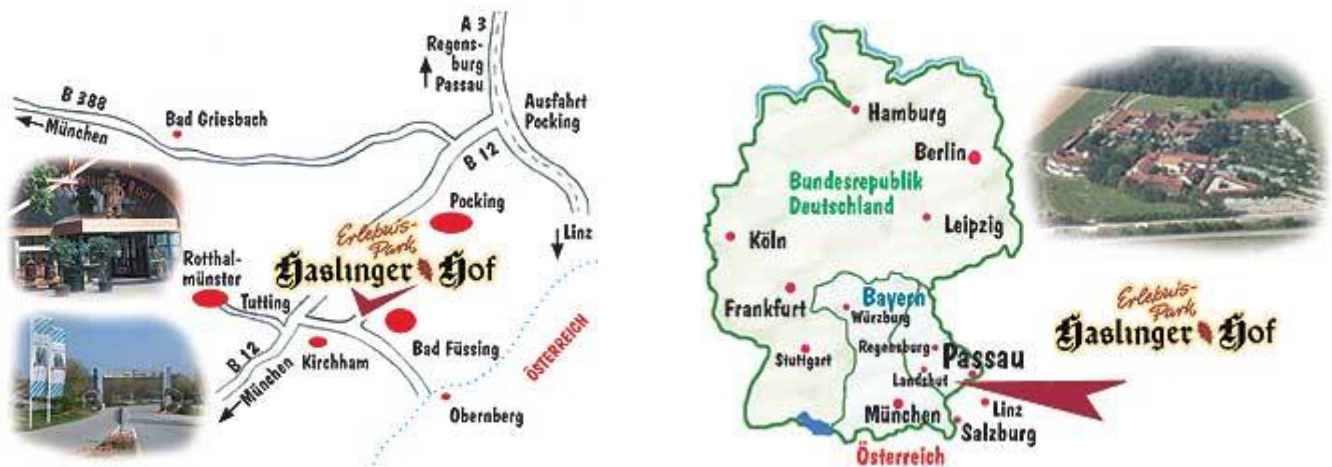 A 3
Regens-
burg
Passau
Ausfahrt
Pocking
B 388
München
Bad Griesbach
B 12
Pocking
Linz
Erlebnis-
Park
Haslinger Hof
Rotthal-
münster
Tutting
B 12
München
Kirchham
Bad Füssing
Obernberg
ÖSTERREICH
Hamburg
Berlin
Bundesrepublik
Deutschland
Leipzig
Köln
Frankfurt
Bayern
Würzburg
Stuttgart
Regensburg
Passau
Landshut
München
Linz
Salzburg
Österreich
Erlebnis-
Park
Haslinger Hof